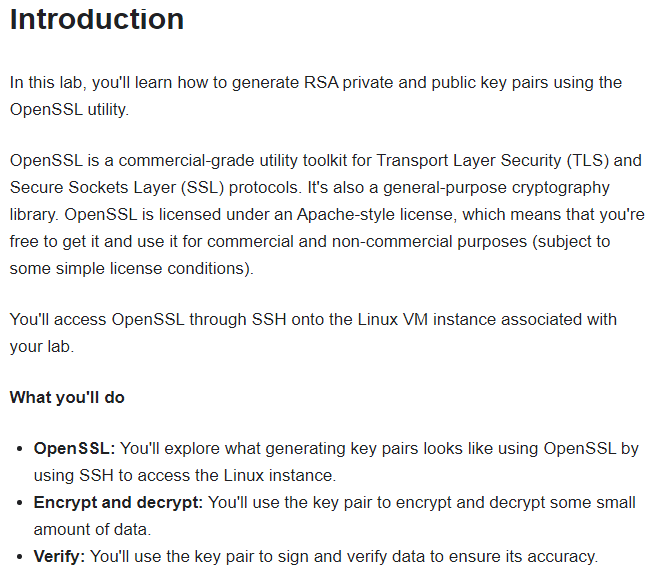 Introduction
In this lab, you'll learn how to generate RSA private and public key pairs using the
OpenSSL utility.
OpenSSL is a commercial-grade utility toolkit for Transport Layer Security (TLS) and
Secure Sockets Layer (SSL) protocols. It's also a general-purpose cryptography
library. OpenSSL is licensed under an Apache-style license, which means that you're
free to get it and use it for commercial and non-commercial purposes (subject to
some simple license conditions).
You'll access OpenSSL through SSH onto the Linux VM instance associated with
your lab.
What you'll do
• OpenSSL: You'll explore what generating key pairs looks like using OpenSSL by
using SSH to access the Linux instance.
• Encrypt and decrypt: You'll use the key pair to encrypt and decrypt some small
amount of data.
• Verify: You'll use the key pair to sign and verify data to ensure its accuracy.